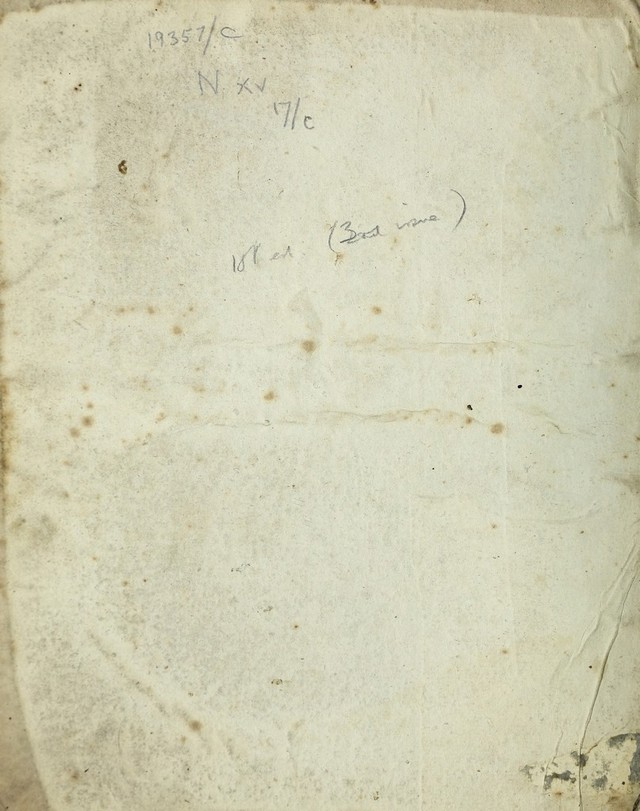 19357/C
N xv
17/c
1st ed (3rd issue)